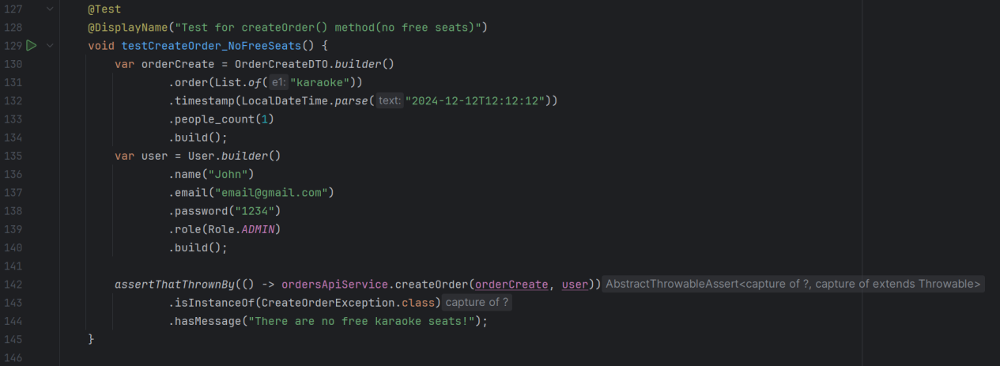 127 @Test
128 @DisplayName("Test for createOrder() method(no free seats)")
129 void testCreateOrder_NoFreeSeats() {
130 var orderCreate = OrderCreateDTO.builder()
131 .order(List.of( e1: "karaoke"))
132 .timestamp(LocalDateTime.parse( text: "2024-12-12T12:12:12"))
133 .people_count(1)
134 .build();
135 var user = User.builder()
136 .name("John")
137 .email("email@gmail.com")
138 .password("1234")
139 .role(Role.ADMIN)
140 .build();
141
142 assertThatThrownBy(() -> ordersApiService.createOrder(orderCreate, user)) AbstractThrowableAssert<capture of ?, capture of extends Throwable>
143 .isInstanceOf(CreateOrderException.class) capture of ?
144 .hasMessage("There are no free karaoke seats!");
145 }
146